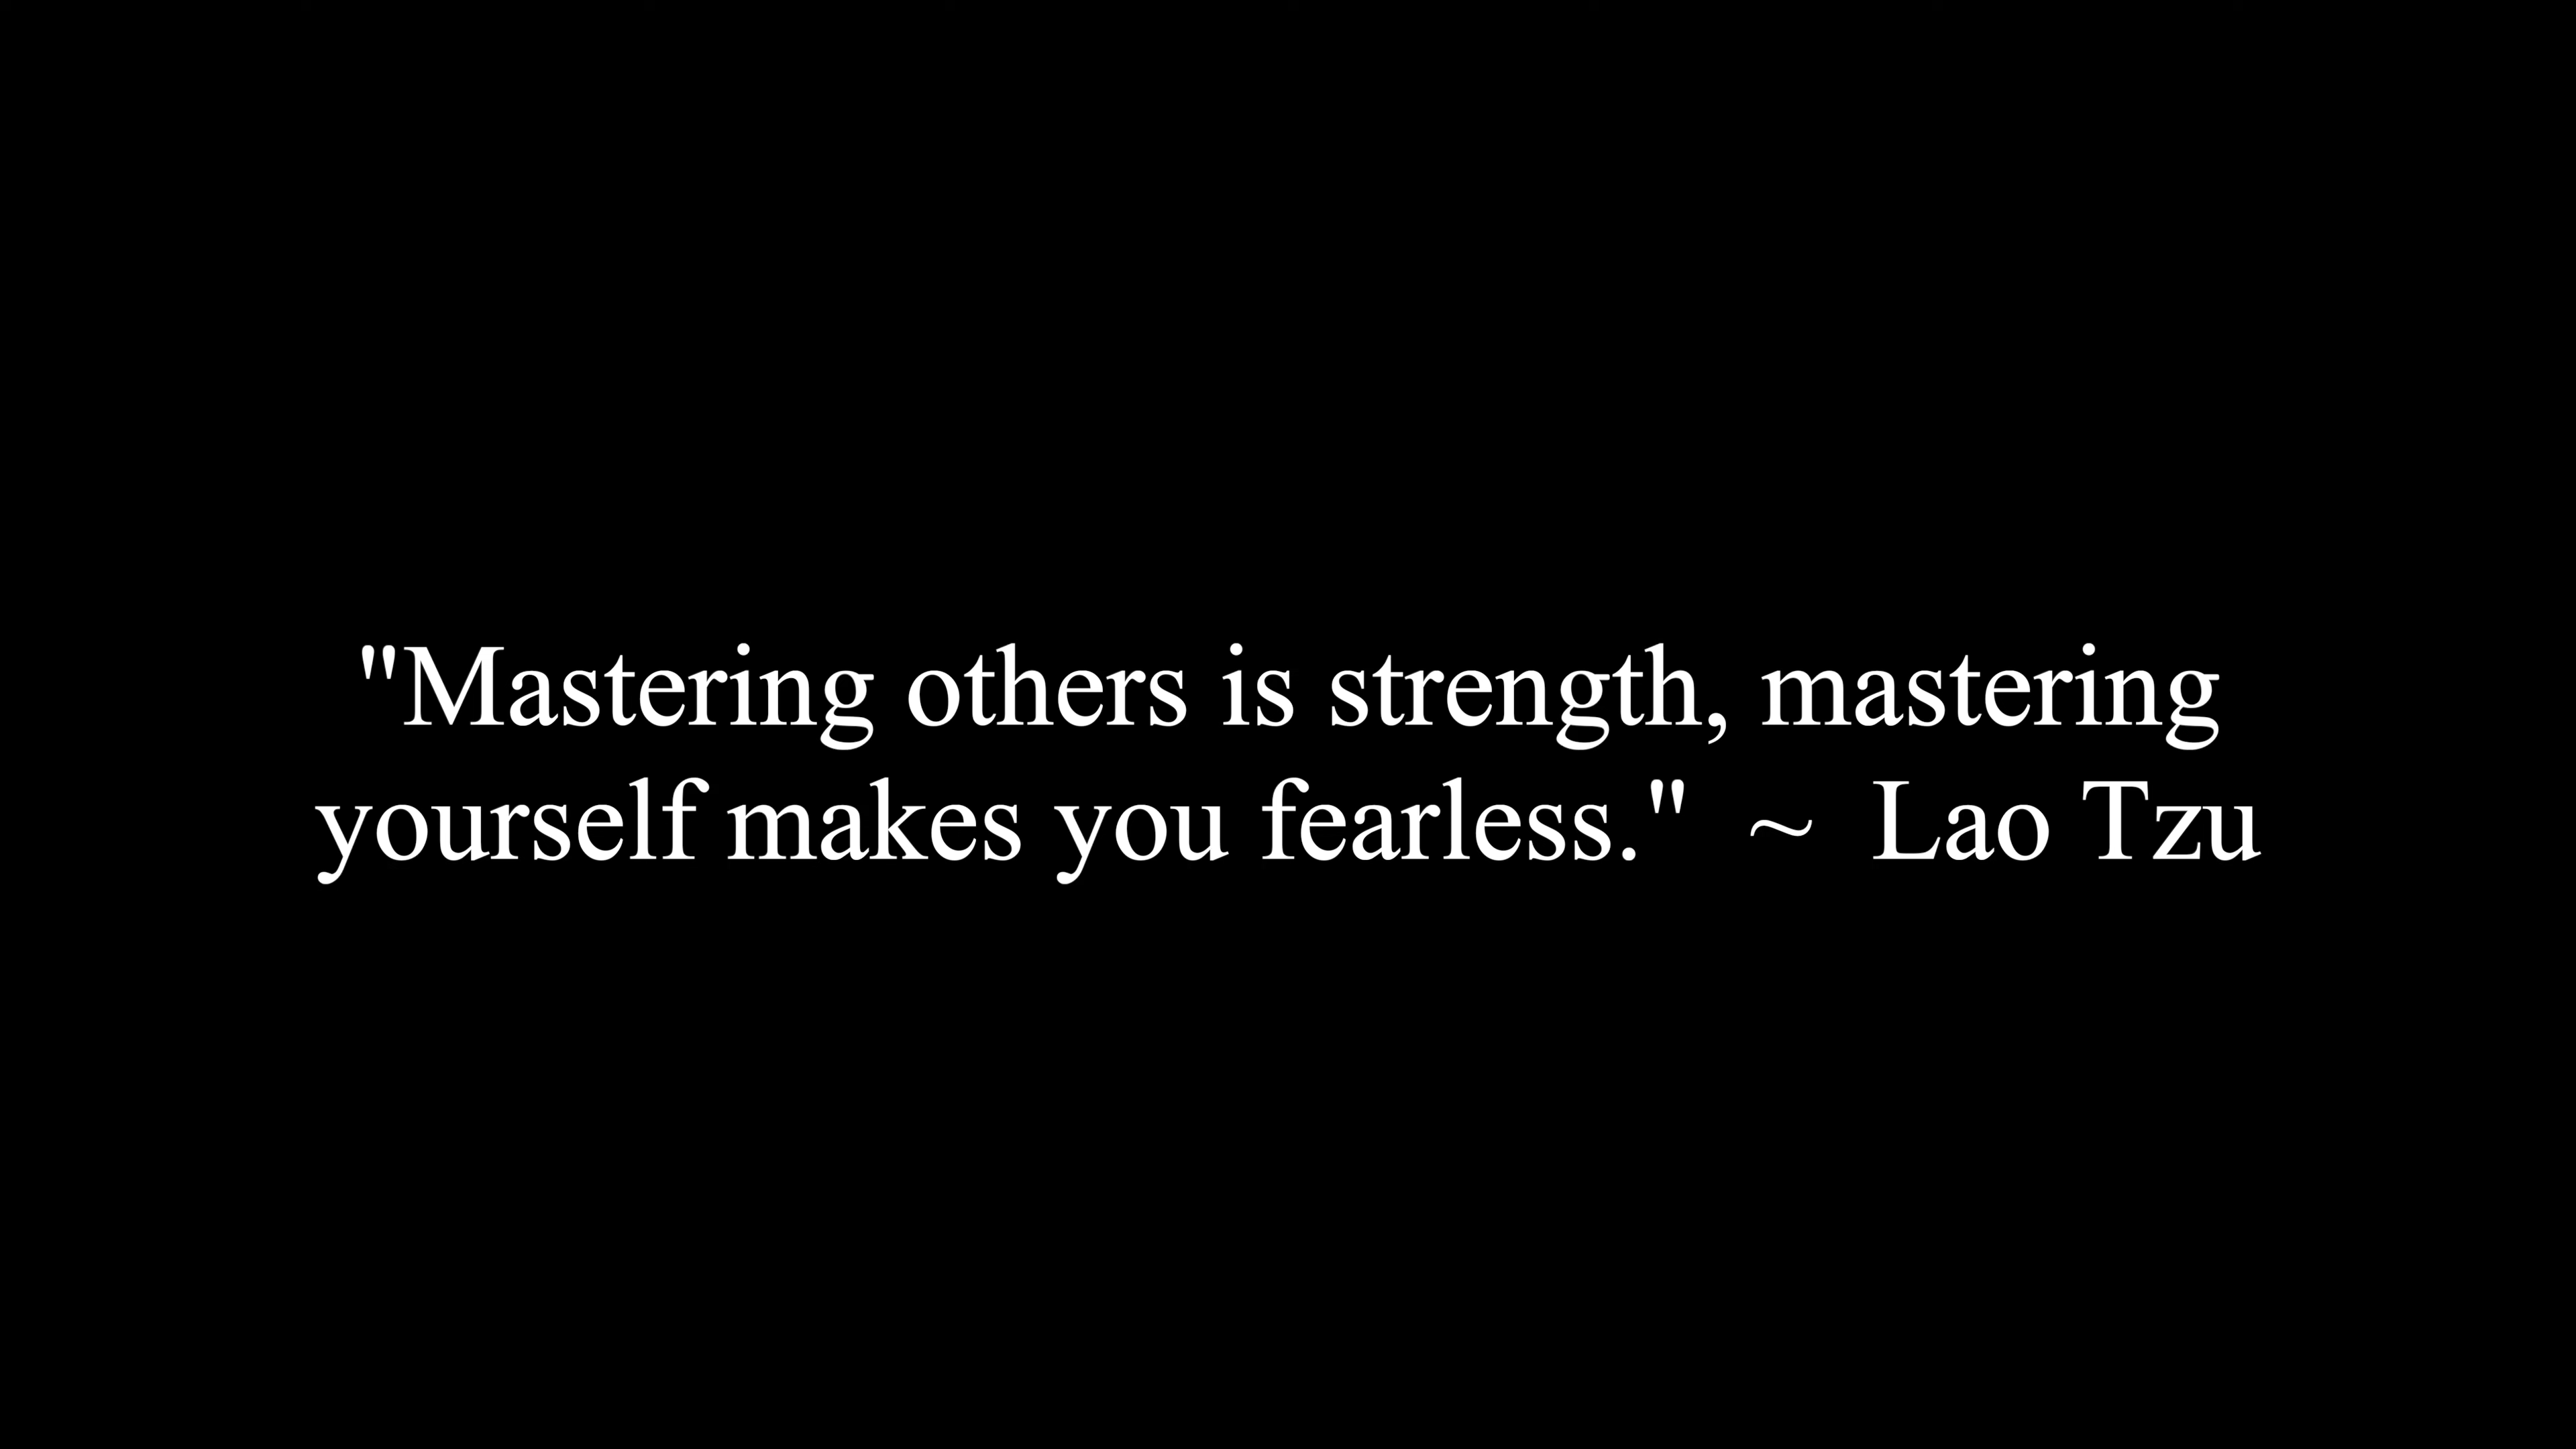 "Mastering others is strength, mastering
yourself makes you fearless."  ~  Lao Tzu